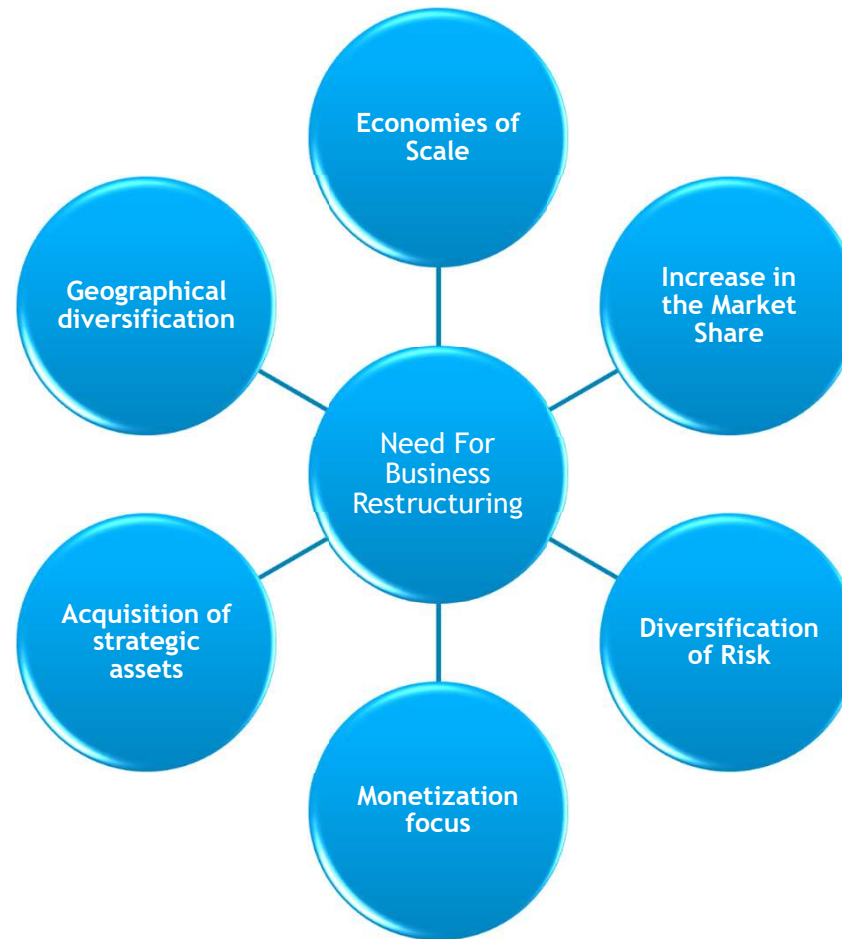 Economies of
Scale
Increase in
the Market
Share
Diversification
of Risk
Monetization
focus
Acquisition of
strategic
assets
Geographical
diversification
Need For
Business
Restructuring